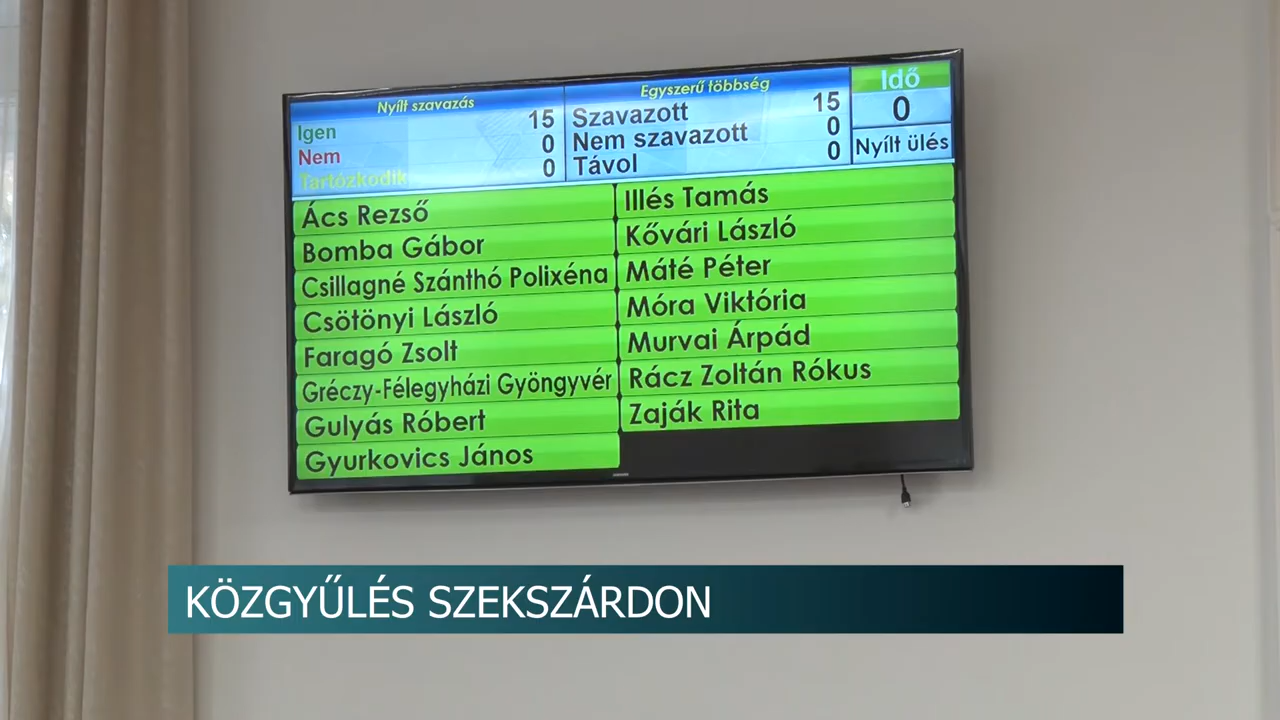 Nyílt szavazás
Igen 15
Nem 0
Tartózkodik 0
Egyszerű többség
Szavazott 15
Nem szavazott 0
Távol 0
Idő
0
Nyílt ülés
Ács Rezső
Bomba Gábor
Csillagné Szánthó Polixéna
Csötönyi László
Faragó Zsolt
Gréczy-Félegyházi Gyöngyvér
Gulyás Róbert
Gyurkovics János
Illés Tamás
Kővári László
Máté Péter
Móra Viktória
Murvai Árpád
Rácz Zoltán Rókus
Zaják Rita
KÖZGYŰLÉS SZEKSZÁRDON